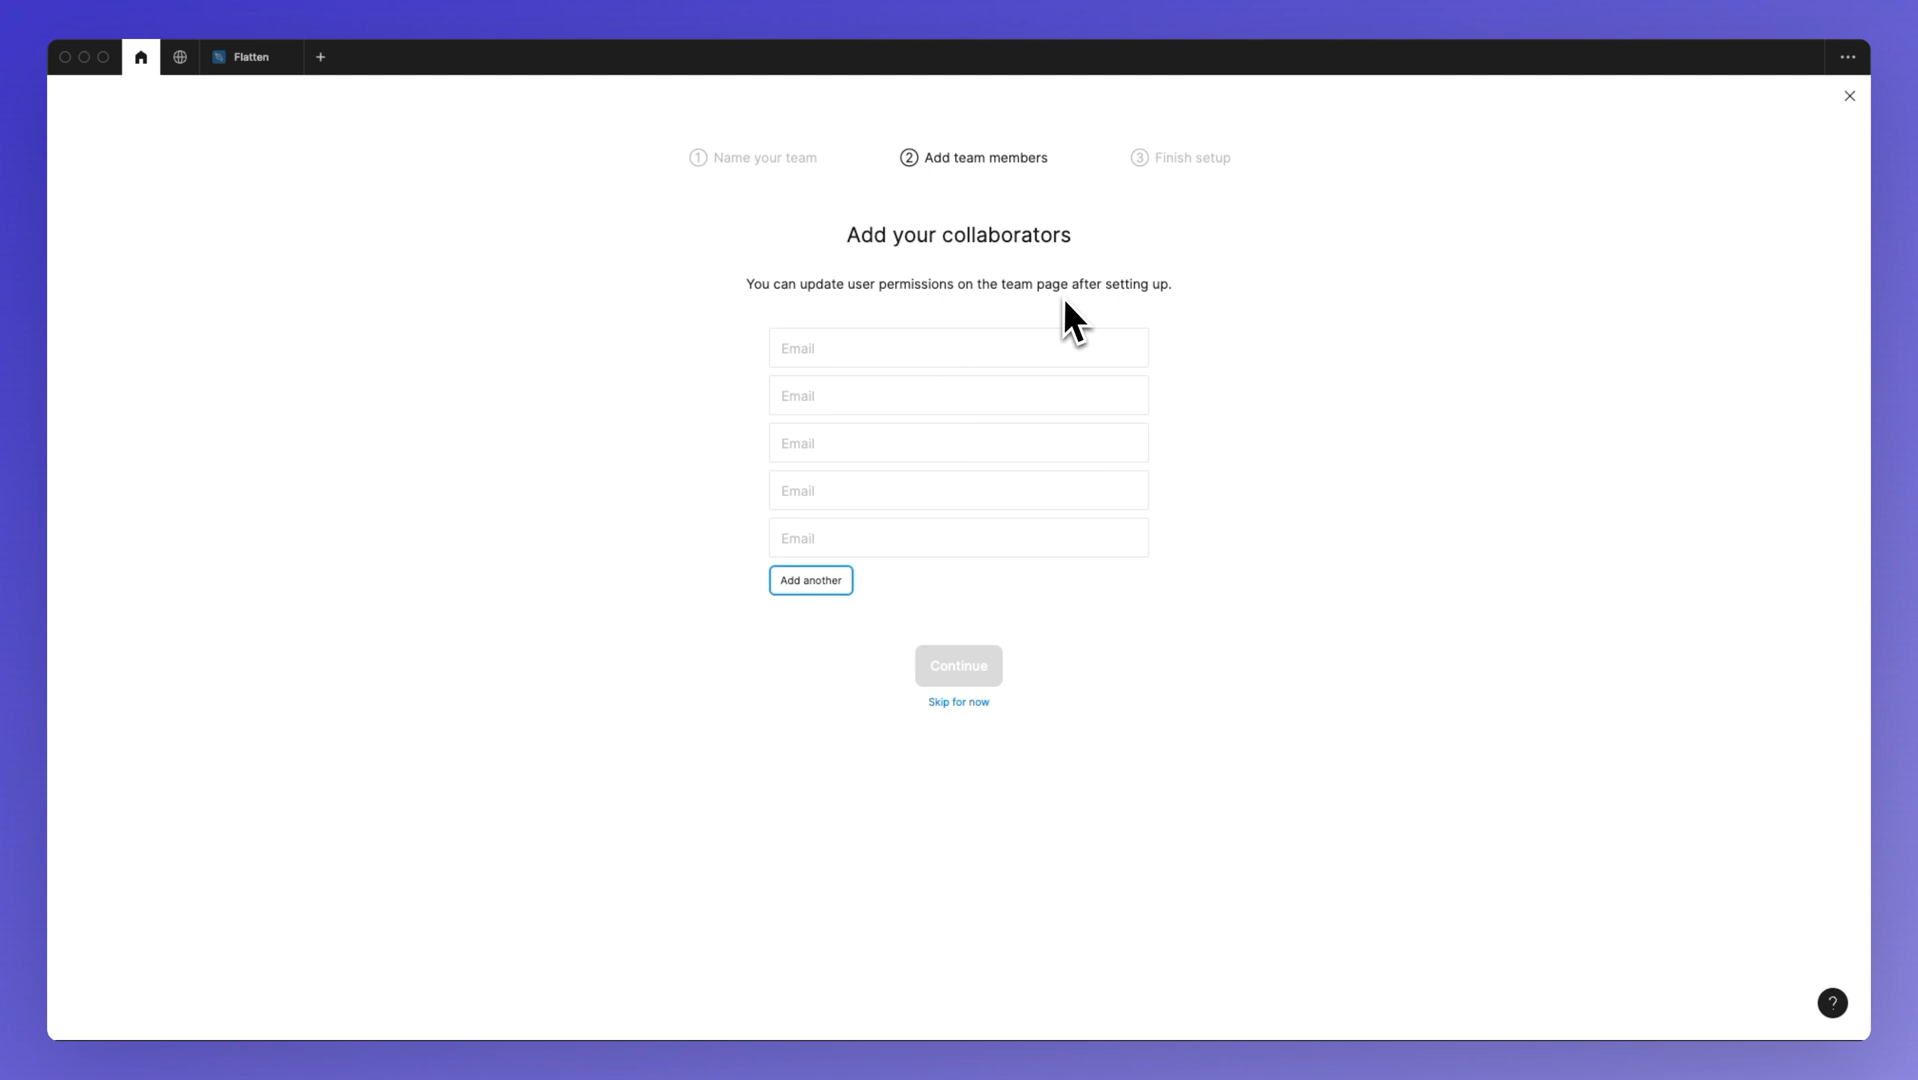 Flatten
1 Name your team
2 Add team members
3 Finish setup
Add your collaborators
You can update user permissions on the team page after setting up.
Email
Email
Email
Email
Email
Add another
Continue
Skip for now
?